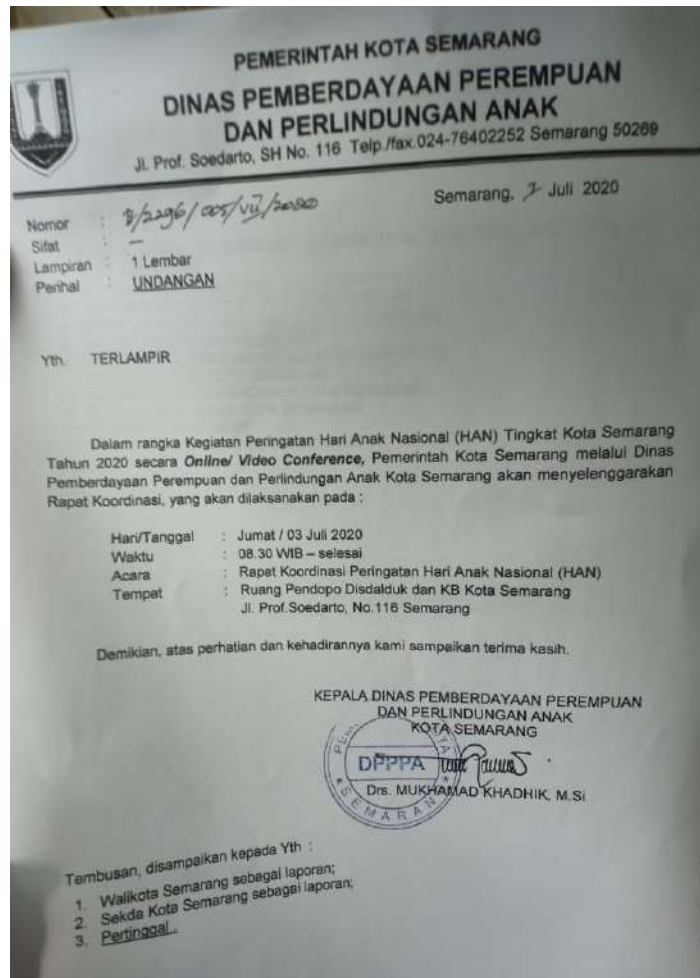 PEMERINTAH KOTA SEMARANG
DINAS PEMBERDAYAAN PEREMPUAN
DAN PERLINDUNGAN ANAK
Jl. Prof. Soedarto, SH No. 116 Telp./fax.024-76402252 Semarang 50269
Semarang, Juli 2020
Nomor : B/2296/005/VII/2020
Sifat : —
Lampiran : 1 Lembar
Perihal : UNDANGAN
Yth. TERLAMPIR
Dalam rangka Kegiatan Peringatan Hari Anak Nasional (HAN) Tingkat Kota Semarang
Tahun 2020 secara Online/ Video Conference, Pemerintah Kota Semarang melalui Dinas
Pemberdayaan Perempuan dan Perlindungan Anak Kota Semarang akan menyelenggarakan
Rapat Koordinasi, yang akan dilaksanakan pada :
Hari/Tanggal : Jumat / 03 Juli 2020
Waktu : 08.30 WIB – selesai
Acara : Rapat Koordinasi Peringatan Hari Anak Nasional (HAN)
Tempat : Ruang Pendopo Disdalduk dan KB Kota Semarang
Jl. Prof.Soedarto, No.116 Semarang
Demikian, atas perhatian dan kehadirannya kami sampaikan terima kasih.
KEPALA DINAS PEMBERDAYAAN PEREMPUAN
DAN PERLINDUNGAN ANAK
KOTA SEMARANG
DPPPA
SEMARANG
Drs. MUKHAMAD KHADHIK, M.Si
Tembusan, disampaikan kepada Yth :
1. Walikota Semarang sebagai laporan;
2. Sekda Kota Semarang sebagai laporan;
3. Pertinggal.